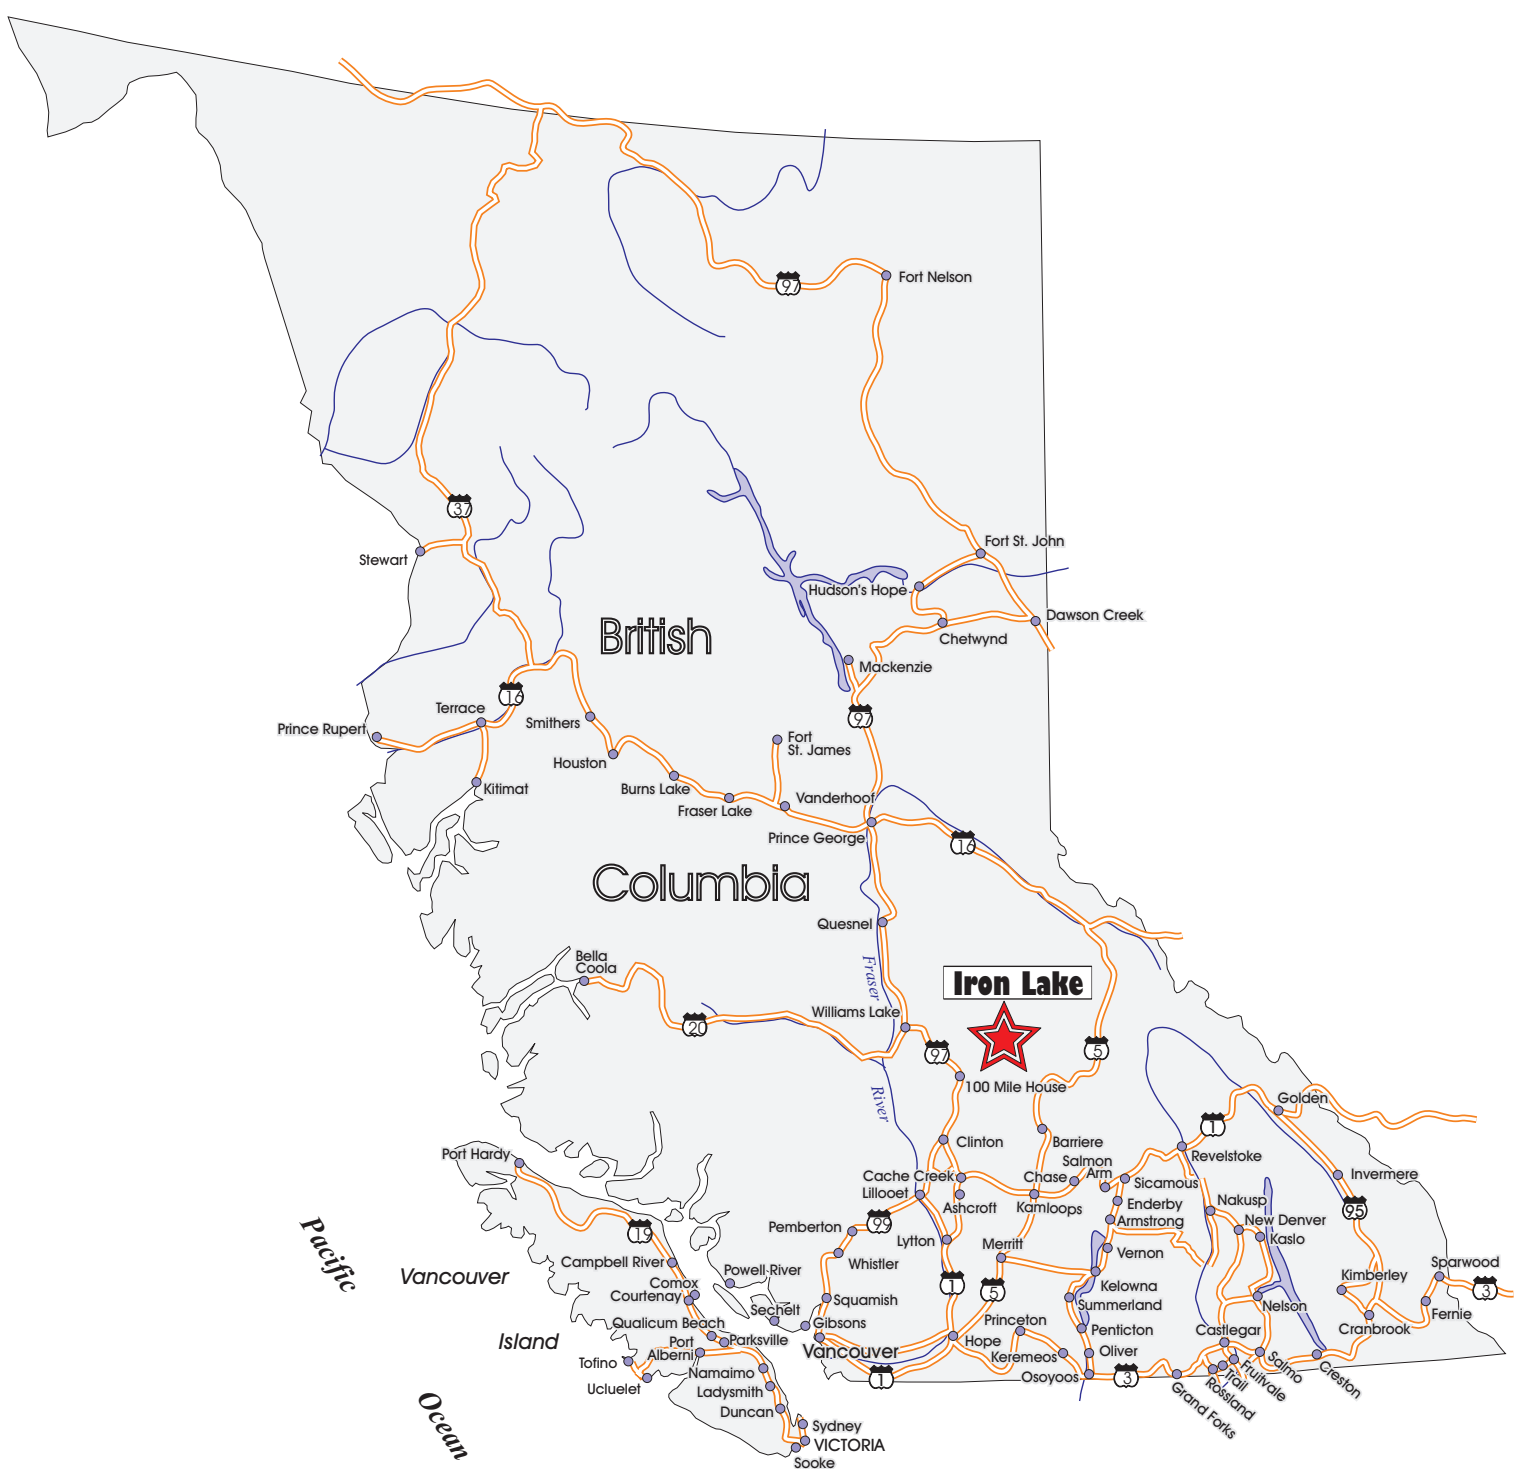 97
Fort Nelson
37
Stewart
Fort St. John
Hudson's Hope
Dawson Creek
Chetwynd
British
Mackenzie
16
97
Terrace
Prince Rupert
Smithers
Fort
St. James
Houston
Kitimat
Burns Lake
Vanderhoof
Fraser Lake
Prince George
16
Columbia
Quesnel
Bella
Coola
Fraser
Iron Lake
Williams Lake
20
97
5
100 Mile House
River
Golden
1
Clinton
Barriere
Port Hardy
Revelstoke
Salmon
Arm
Cache Creek
Chase
Sicamous
Invermere
Lillooet
Ashcroft
Kamloops
Enderby
Nakusp
95
Armstrong
New Denver
99
Pemberton
19
Lytton
Merritt
Vernon
Kaslo
Pacific
Vancouver
Campbell River
Whistler
Sparwood
Powell River
Kimberley
1
5
Kelowna
3
Comox
Courtenay
Squamish
Summerland
Nelson
Fernie
Sechelt
Gibsons
Princeton
Qualicum Beach
Penticton
Castlegar
Cranbrook
Island
Port
Alberni
Parksville
Vancouver
Hope
Keremeos
Oliver
Tofino
Namaimo
1
Osoyoos
3
Ucluelet
Ladysmith
Grand Forks
Rossland
Trail
Fruitvale
Salmo
Creston
Duncan
Ocean
Sydney
VICTORIA
Sooke